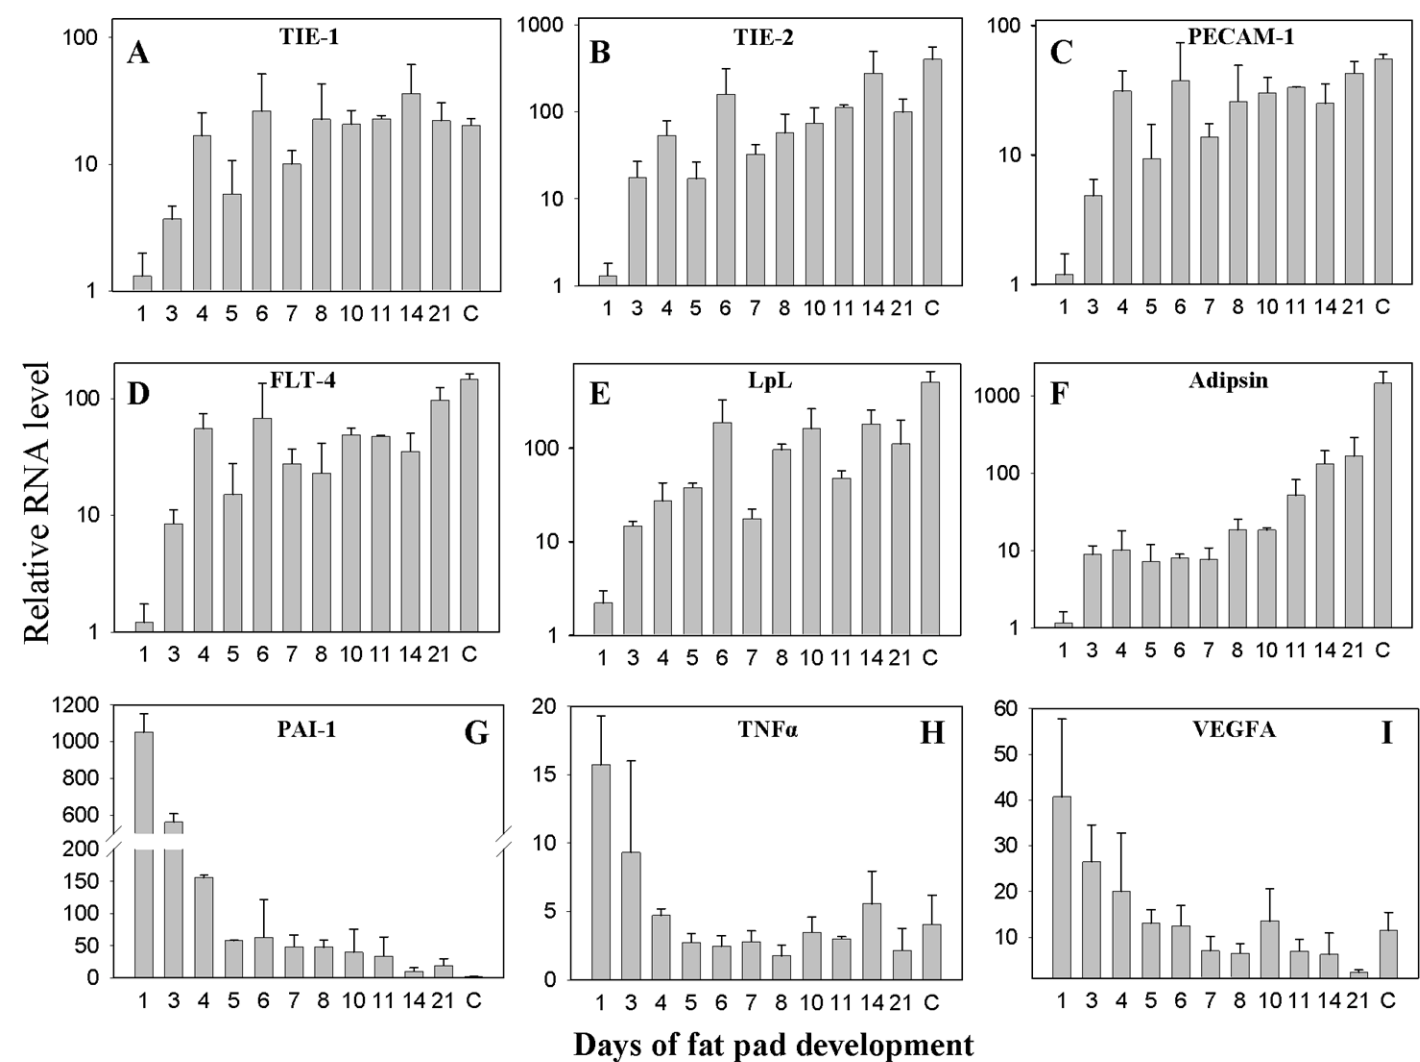 A TIE-1
100
10
1
1 3 4 5 6 7 8 10 11 14 21 C
B TIE-2
1000
100
10
1
1 3 4 5 6 7 8 10 11 14 21 C
C PECAM-1
100
10
1
1 3 4 5 6 7 8 10 11 14 21 C
Relative RNA level
D FLT-4
100
10
1
1 3 4 5 6 7 8 10 11 14 21 C
E LpL
100
10
1
1 3 4 5 6 7 8 10 11 14 21 C
F Adipsin
1000
100
10
1
1 3 4 5 6 7 8 10 11 14 21 C
PAI-1 G
1200
1000
800
600
200
150
100
50
0
1 3 4 5 6 7 8 10 11 14 21 C
TNFα H
20
15
10
5
0
1 3 4 5 6 7 8 10 11 14 21 C
VEGFA I
60
50
40
30
20
10
1 3 4 5 6 7 8 10 11 14 21 C
Days of fat pad development